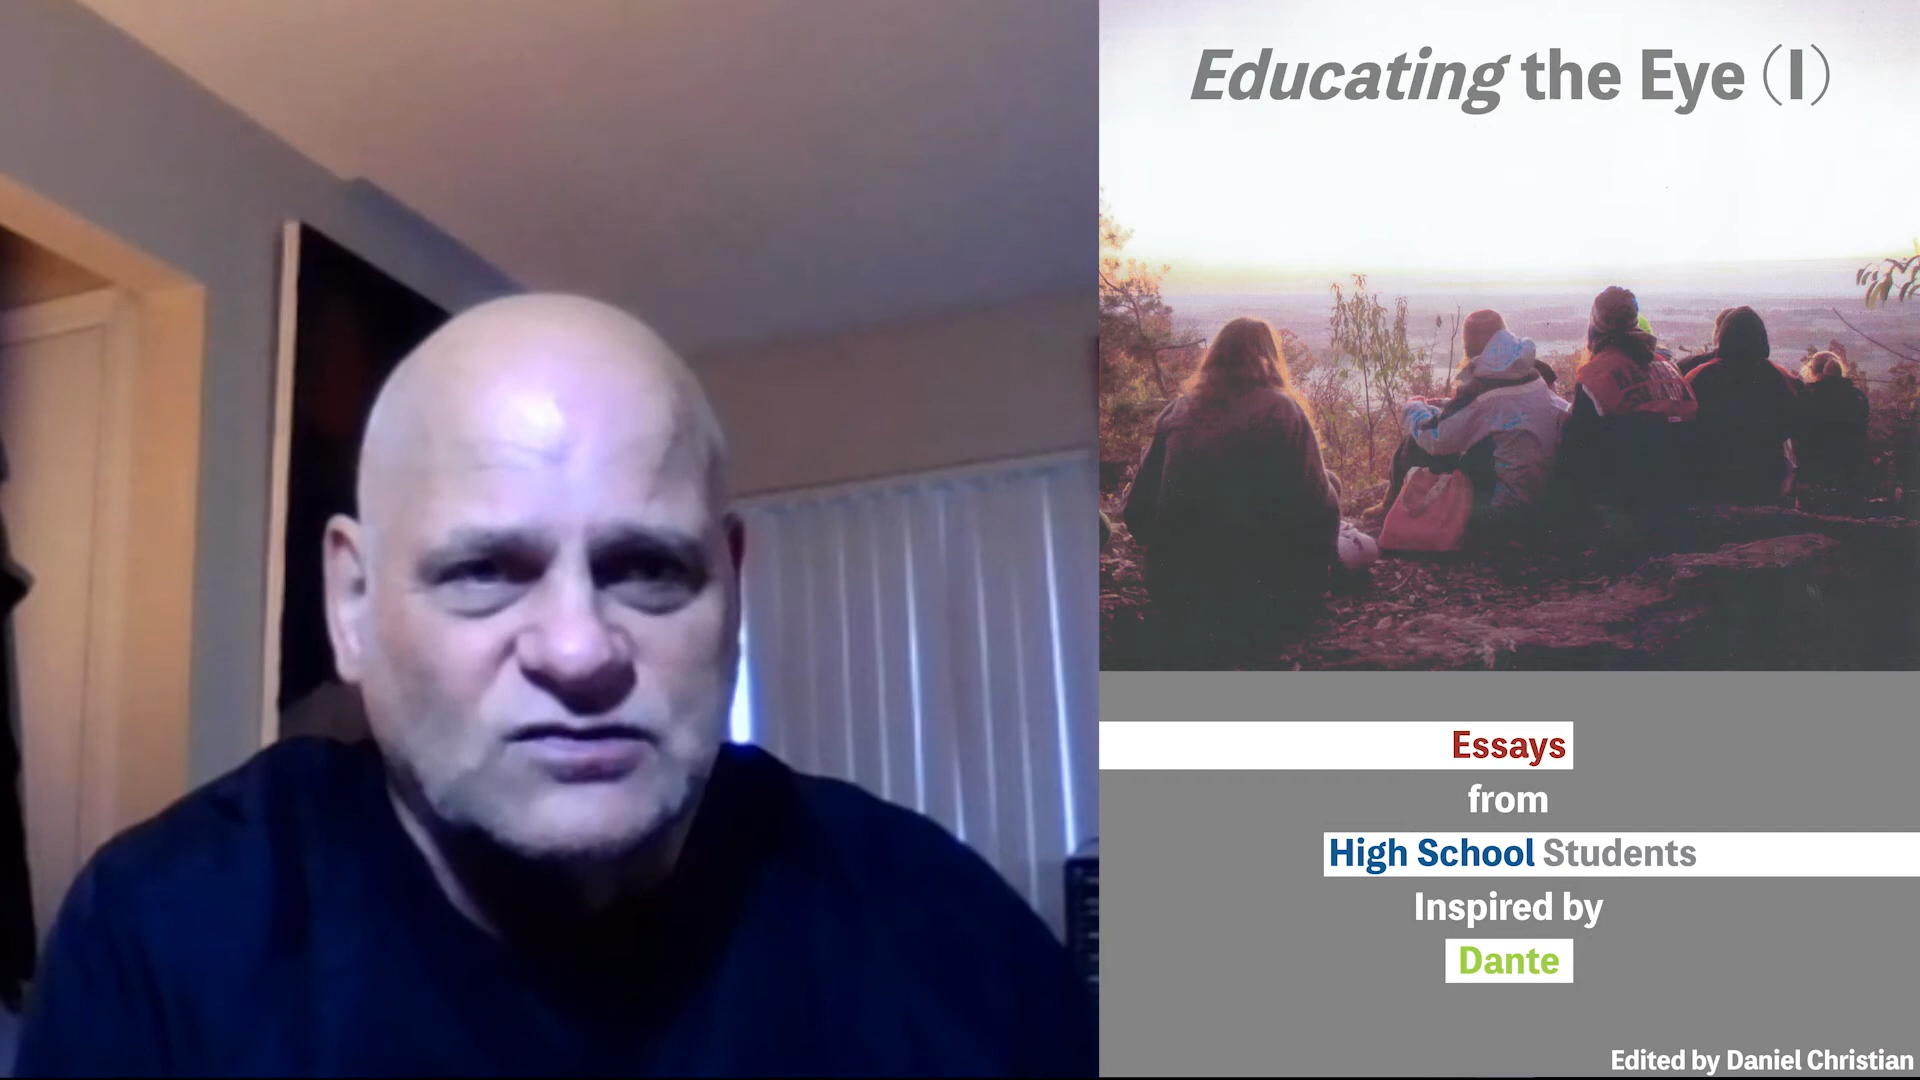 Educating the Eye (I)
Essays
from
High School Students
Inspired by
Dante
Edited by Daniel Christian